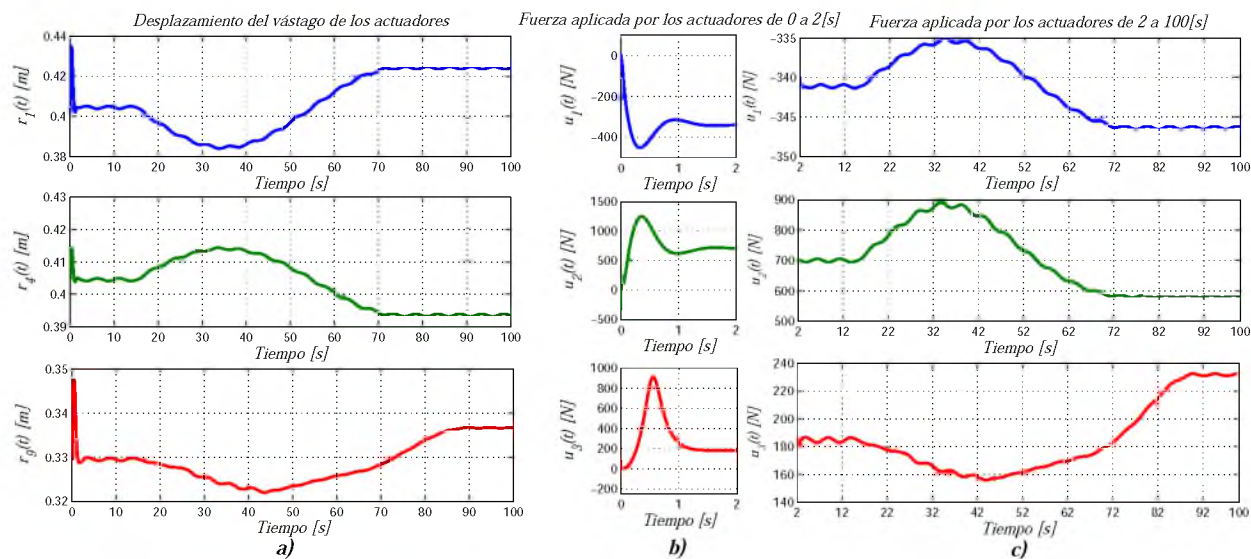 Desplazamiento del vástago de los actuadores
0.44
0.42
0.4
0.38
r1(t) [m]
0 10 20 30 40 50 60 70 80 90 100
Tiempo [s]
0.43
0.42
0.41
0.4
0.39
r4(t) [m]
0 10 20 30 40 50 60 70 80 90 100
Tiempo [s]
0.35
0.34
0.33
0.32
r9(t) [m]
0 10 20 30 40 50 60 70 80 90 100
Tiempo [s]
a)
Fuerza aplicada por los actuadores de 0 a 2[s]
0
−200
−400
u1(t) [N]
0 1 2
Tiempo [s]
1500
1000
500
0
−500
u2(t) [N]
0 1 2
Tiempo [s]
1000
800
600
400
200
0
−200
u3(t) [N]
0 1 2
Tiempo [s]
b)
Fuerza aplicada por los actuadores de 2 a 100[s]
−335
−340
−345
−350
u1(t) [N]
2 12 22 32 42 52 62 72 82 92 100
Tiempo [s]
900
800
700
600
500
u2(t) [N]
2 12 22 32 42 52 62 72 82 92 100
Tiempo [s]
240
220
200
180
160
140
u3(t) [N]
2 12 22 32 42 52 62 72 82 92 100
Tiempo [s]
c)